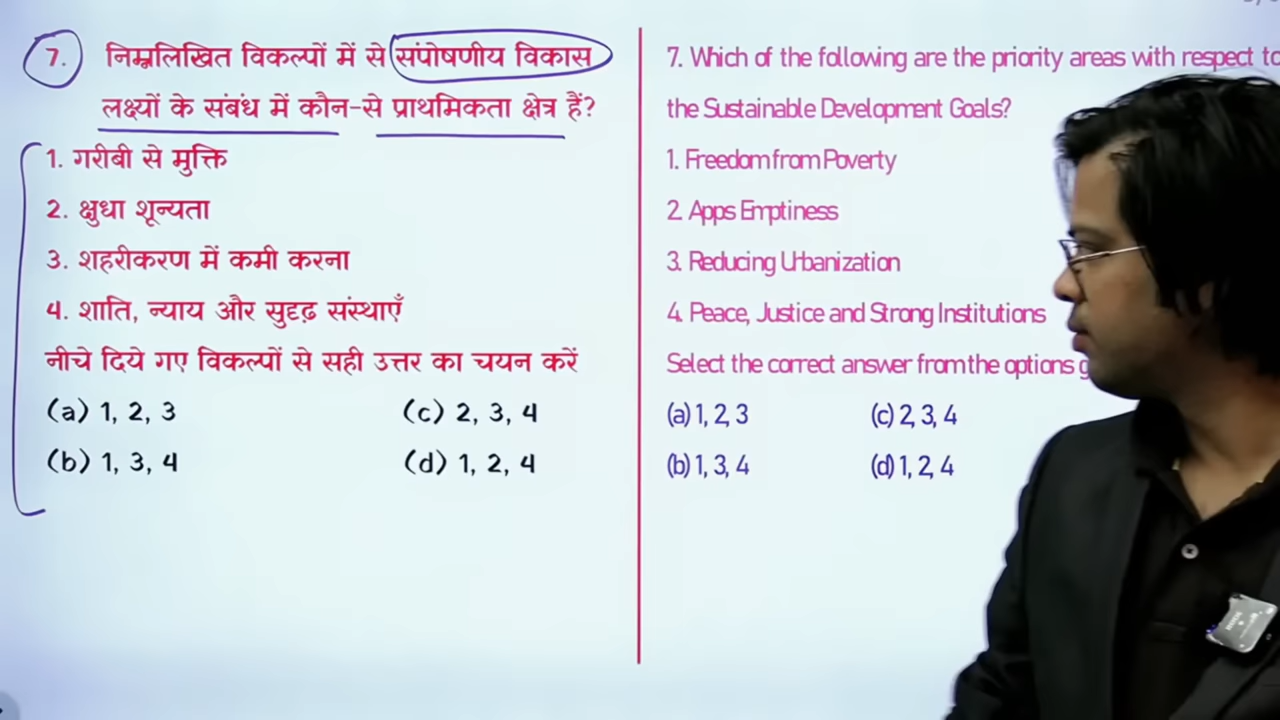 7. निम्नलिखित विकल्पों में से संपोषणीय विकास
लक्ष्यों के संबंध में कौन-से प्राथमिकता क्षेत्र हैं?
1. गरीबी से मुक्ति
2. क्षुधा शून्यता
3. शहरीकरण में कमी करना
4. शाति, न्याय और सुदृढ़ संस्थाएँ
नीचे दिये गए विकल्पों से सही उत्तर का चयन करें
(a) 1, 2, 3 (c) 2, 3, 4
(b) 1, 3, 4 (d) 1, 2, 4
7. Which of the following are the priority areas with respect to
the Sustainable Development Goals?
1. Freedom from Poverty
2. Apps Emptiness
3. Reducing Urbanization
4. Peace, Justice and Strong Institutions
Select the correct answer from the options
(a) 1, 2, 3 (c) 2, 3, 4
(b) 1, 3, 4 (d) 1, 2, 4